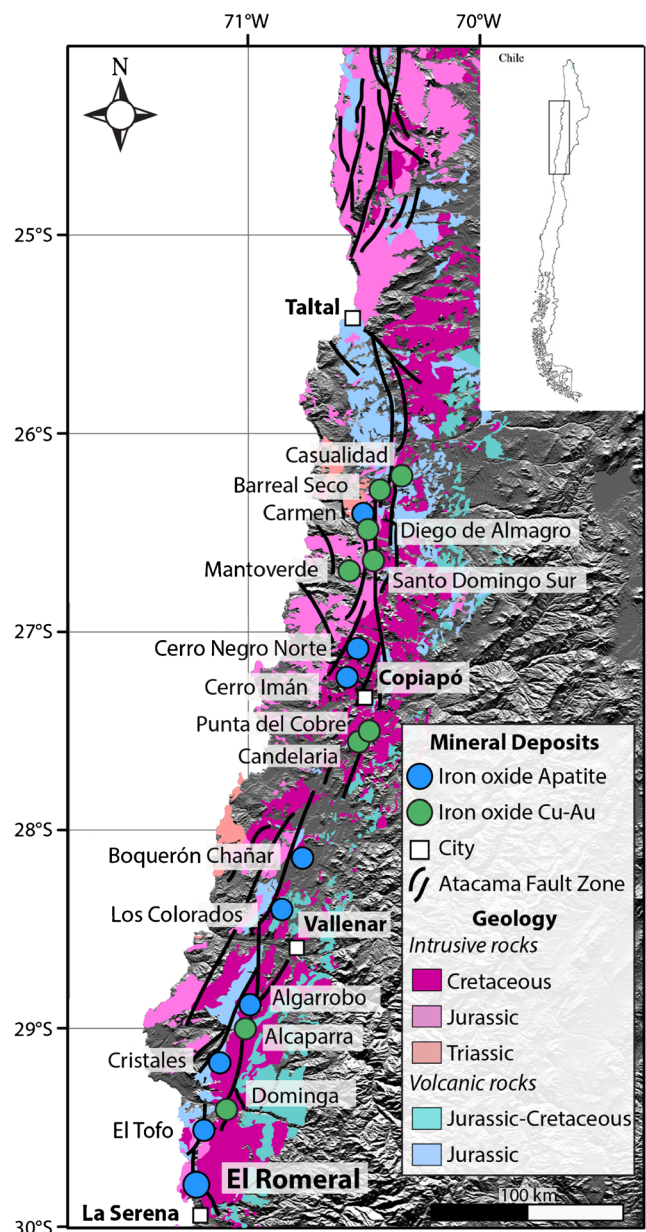 71°W
70°W
N
Chile
25°S
Taltal
26°S
Casualidad
Barreal Seco
Carmen
Diego de Almagro
Mantoverde
Santo Domingo Sur
27°S
Cerro Negro Norte
Copiapó
Cerro Imán
Punta del Cobre
Candelaria
Mineral Deposits
Iron oxide Apatite
Iron oxide Cu-Au
City
Atacama Fault Zone
Geology
Intrusive rocks
Cretaceous
Jurassic
Triassic
Volcanic rocks
Jurassic-Cretaceous
Jurassic
28°S
Boquerón Chañar
Los Colorados
Vallenar
Algarrobo
29°S
Alcaparra
Cristales
Dominga
El Tofo
El Romeral
100 km
La Serena
30°S